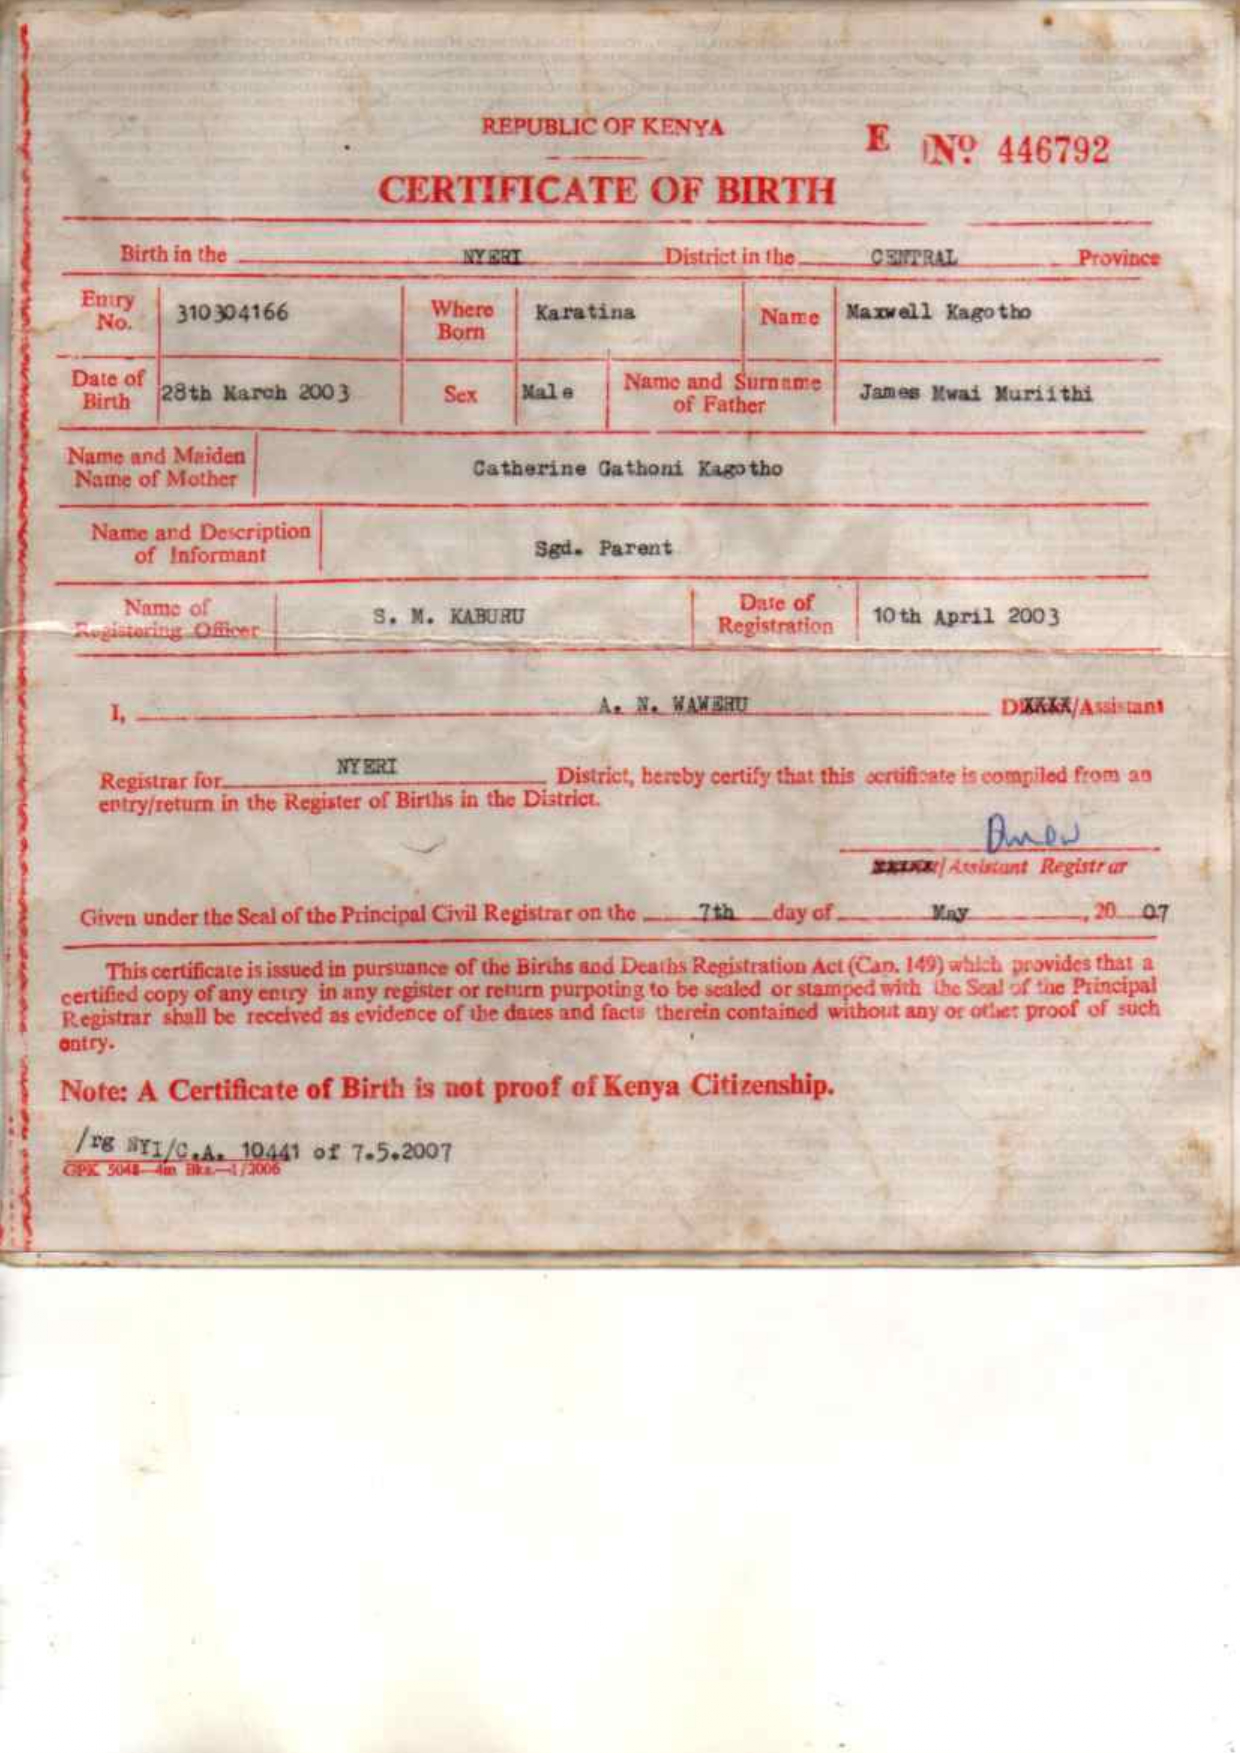 REPUBLIC OF KENYA
E No 446792
CERTIFICATE OF BIRTH
Birth in the NYERI District in the CENTRAL Province
Entry No. 310304166 Where Born Karatina Name Maxwell Kagotho
Date of Birth 28th March 2003 Sex Male Name and Surname of Father James Mwai Muriithi
Name and Maiden Name of Mother Catherine Gathoni Kagotho
Name and Description of Informant Sgd. Parent
Name of Registering Officer S. M. KABURU Date of Registration 10th April 2003
I, A. N. WAWERU /Assistant
Registrar for NYERI District, hereby certify that this certificate is compiled from an
entry/return in the Register of Births in the District.
/Assistant Registrar
Given under the Seal of the Principal Civil Registrar on the 7th day of May, 2007
This certificate is issued in pursuance of the Births and Deaths Registration Act (Cap. 149) which provides that a
certified copy of any entry in any register or return purpoting to be sealed or stamped with the Seal of the Principal
Registrar shall be received as evidence of the dates and facts therein contained without any or other proof of such
entry.
Note: A Certificate of Birth is not proof of Kenya Citizenship.
/rg NYI/C.A. 10441 of 7.5.2007
GPK 5048—4m Bks.—1/2006